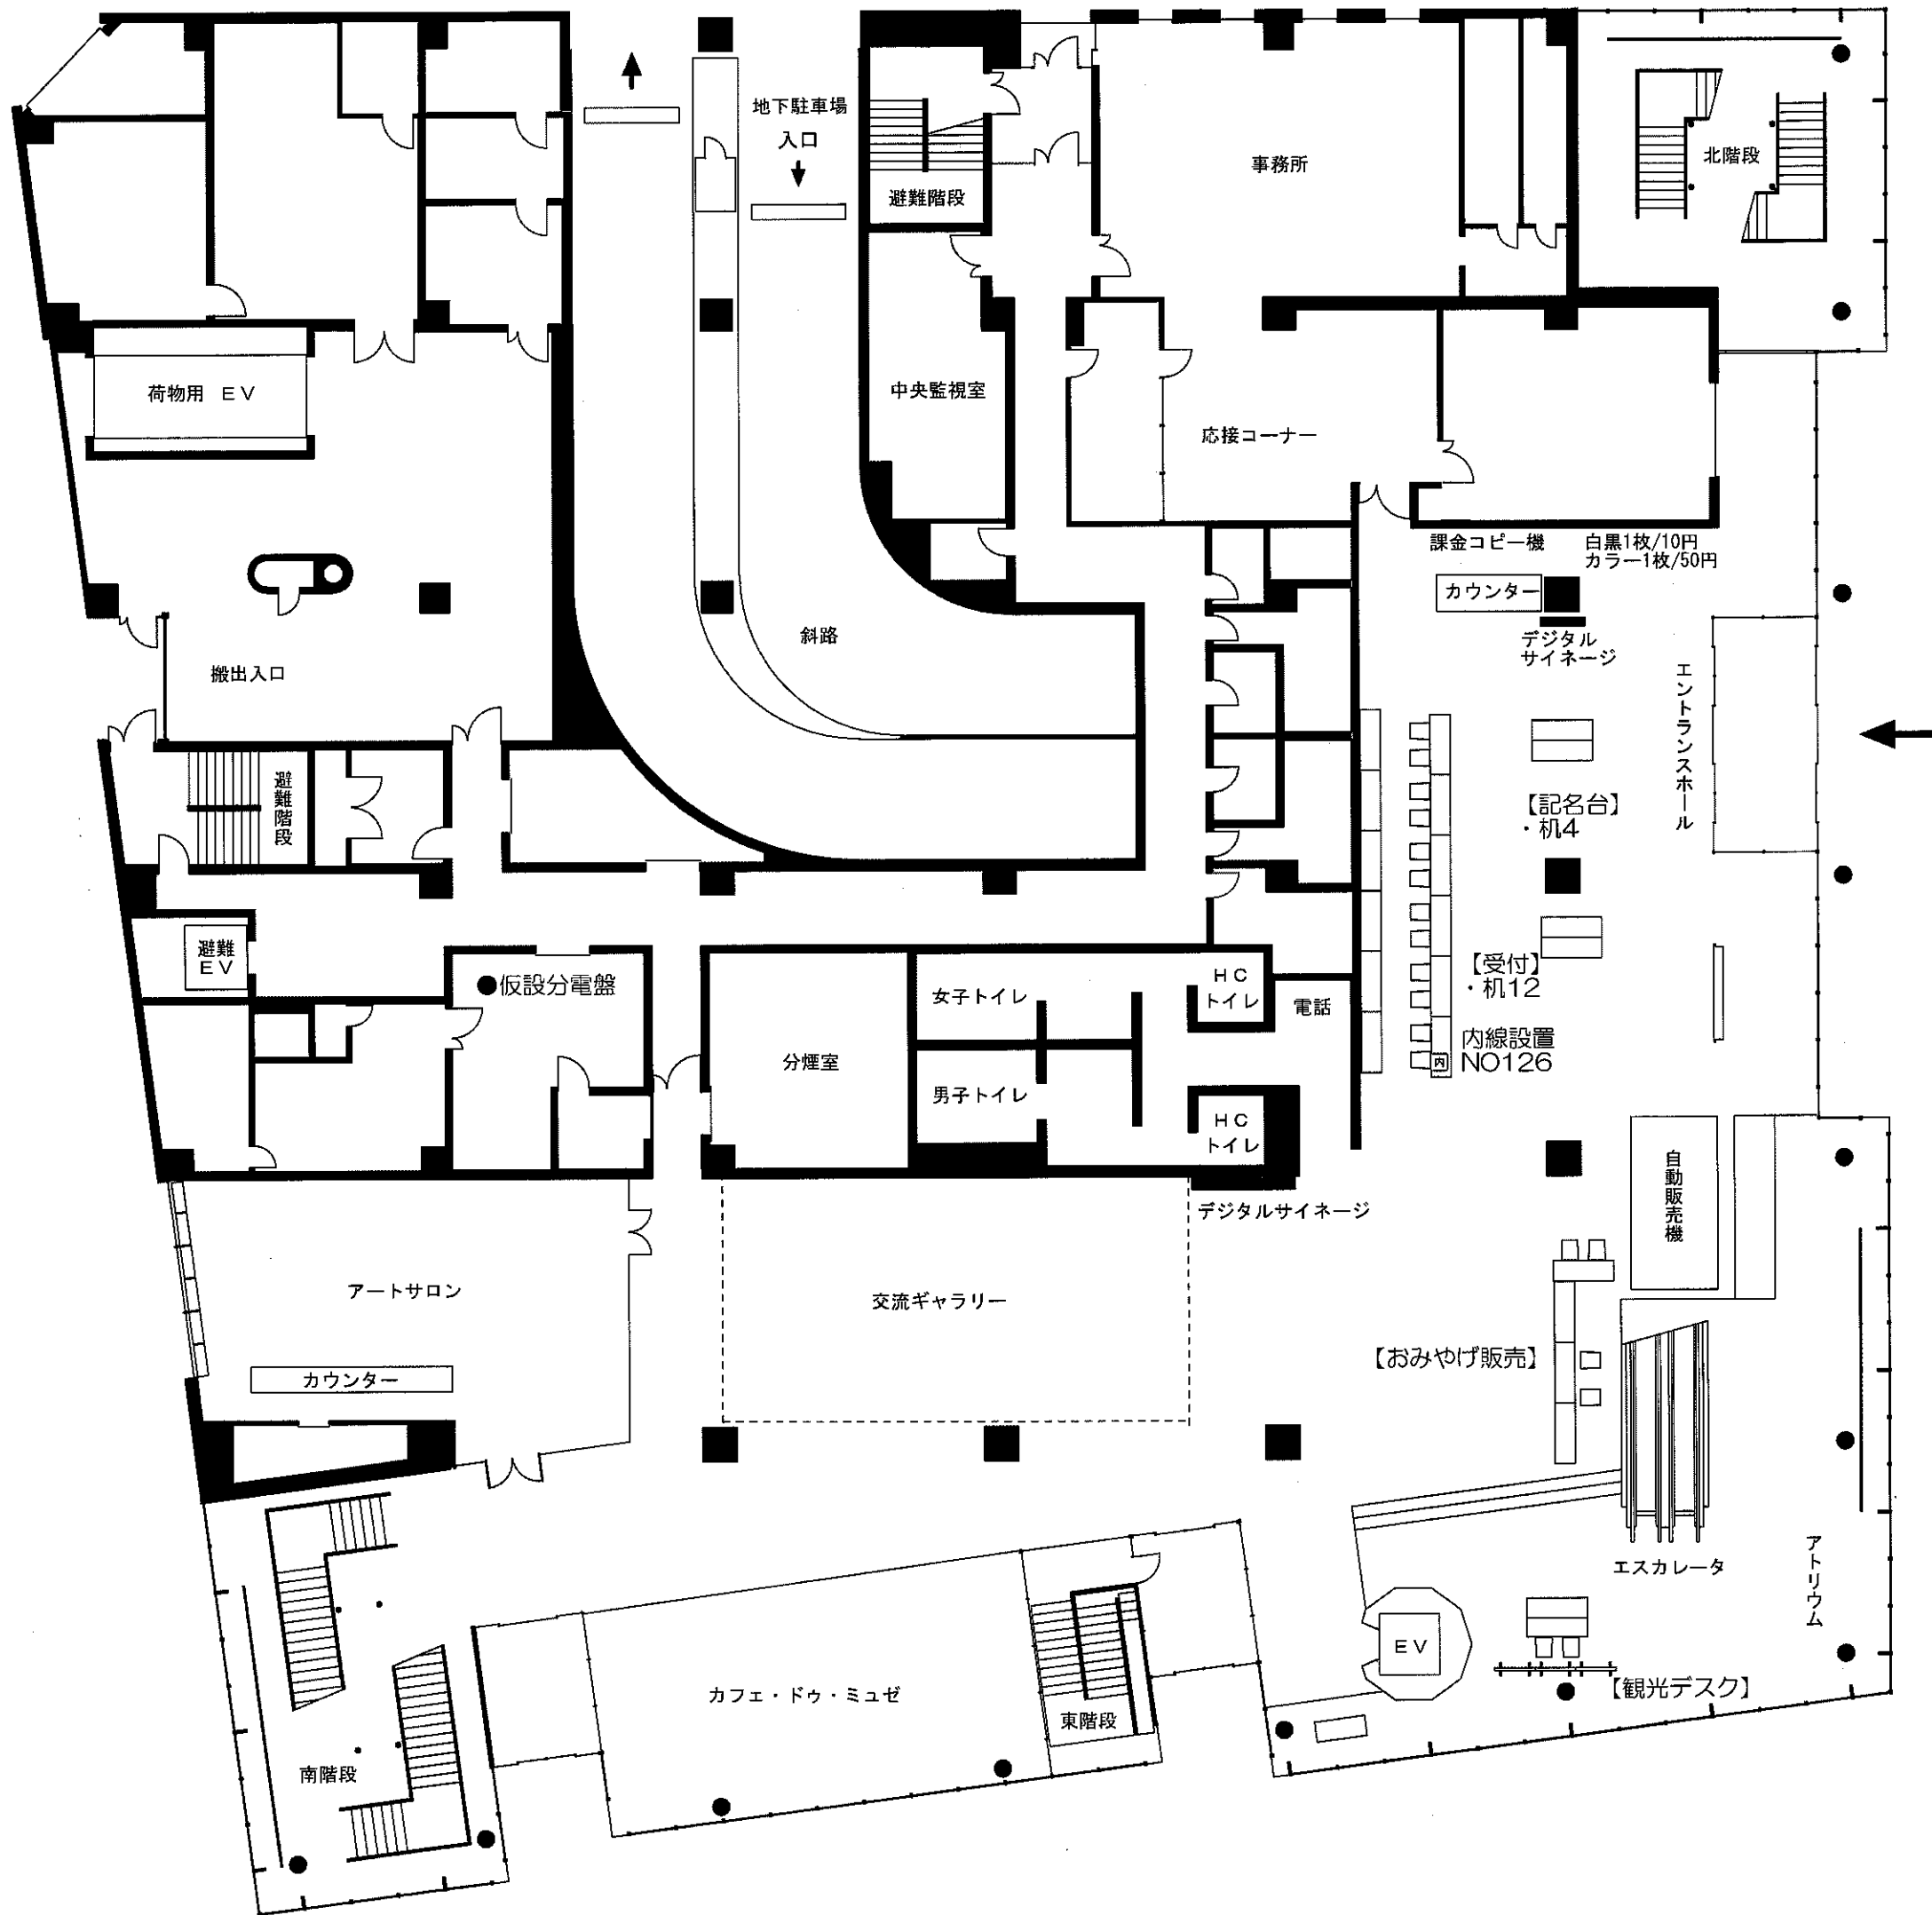 地下駐車場
入口
避難階段
事務所
北階段
荷物用 EV
中央監視室
応接コーナー
課金コピー機
白黒1枚/10円
カラー1枚/50円
カウンター
デジタル
サイネージ
斜路
搬出入口
エントランスホール
避難階段
【記名台】
・机4
避難
EV
●仮設分電盤
女子トイレ
HC
トイレ
電話
【受付】
・机12
内線設置
NO126
内
分煙室
男子トイレ
HC
トイレ
自動販売機
デジタルサイネージ
アートサロン
交流ギャラリー
【おみやげ販売】
カウンター
エスカレータ
アトリウム
EV
【観光デスク】
カフェ・ドゥ・ミュゼ
東階段
南階段